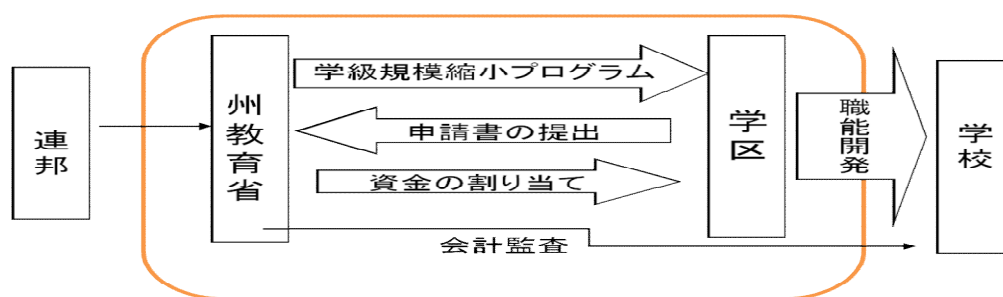 連邦
州教育省
学級規模縮小プログラム
申請書の提出
資金の割り当て
会計監査
学区
職能開発
学校